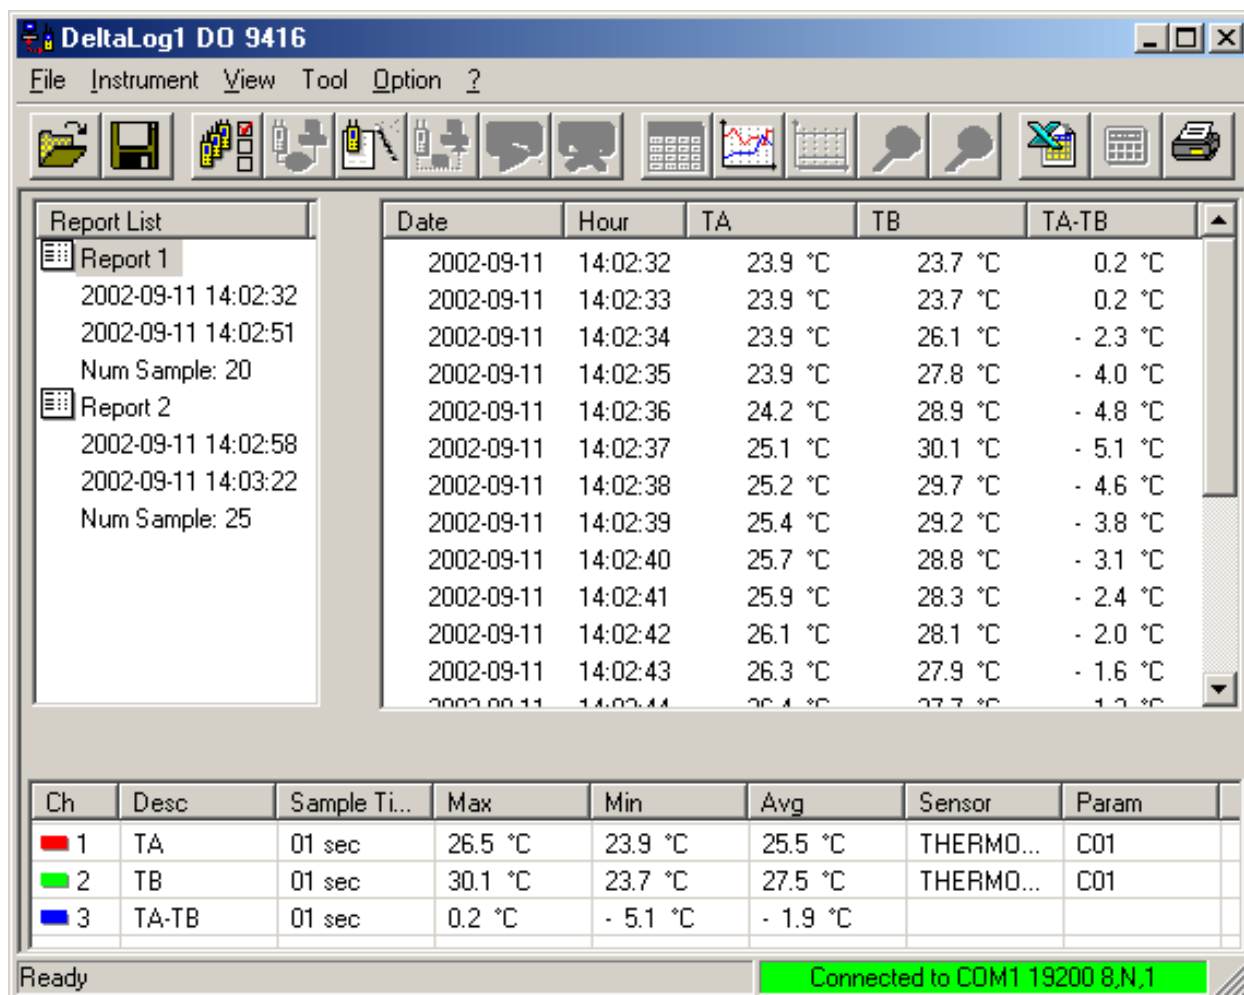 DeltaLog1 DO 9416
File Instrument View Tool Option ?
Report List
Report 1
2002-09-11 14:02:32
2002-09-11 14:02:51
Num Sample: 20
Report 2
2002-09-11 14:02:58
2002-09-11 14:03:22
Num Sample: 25
Date Hour TA TB TA-TB
2002-09-11 14:02:32 23.9 °C 23.7 °C 0.2 °C
2002-09-11 14:02:33 23.9 °C 23.7 °C 0.2 °C
2002-09-11 14:02:34 23.9 °C 26.1 °C - 2.3 °C
2002-09-11 14:02:35 23.9 °C 27.8 °C - 4.0 °C
2002-09-11 14:02:36 24.2 °C 28.9 °C - 4.8 °C
2002-09-11 14:02:37 25.1 °C 30.1 °C - 5.1 °C
2002-09-11 14:02:38 25.2 °C 29.7 °C - 4.6 °C
2002-09-11 14:02:39 25.4 °C 29.2 °C - 3.8 °C
2002-09-11 14:02:40 25.7 °C 28.8 °C - 3.1 °C
2002-09-11 14:02:41 25.9 °C 28.3 °C - 2.4 °C
2002-09-11 14:02:42 26.1 °C 28.1 °C - 2.0 °C
2002-09-11 14:02:43 26.3 °C 27.9 °C - 1.6 °C
Ch Desc Sample Ti... Max Min Avg Sensor Param
1 TA 01 sec 26.5 °C 23.9 °C 25.5 °C THERMO... C01
2 TB 01 sec 30.1 °C 23.7 °C 27.5 °C THERMO... C01
3 TA-TB 01 sec 0.2 °C - 5.1 °C - 1.9 °C
Ready Connected to COM1 19200 8,N,1